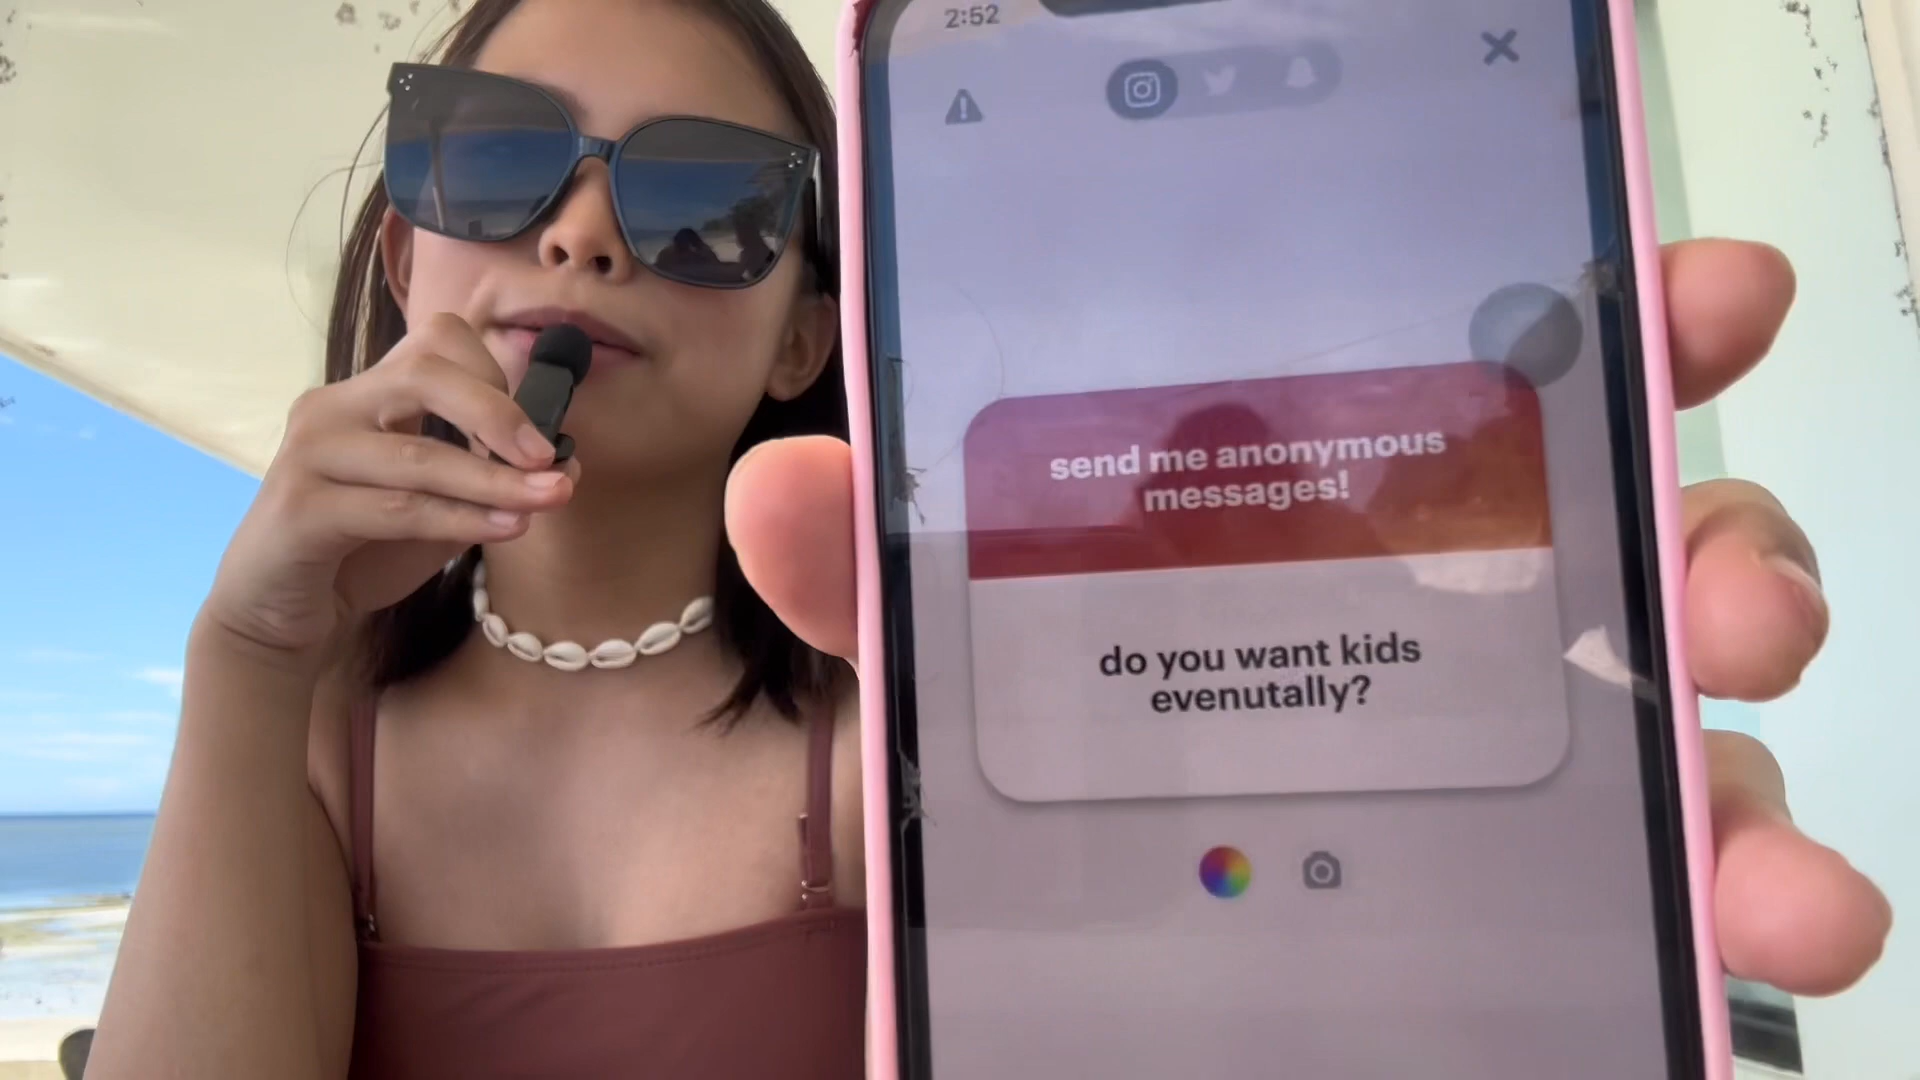 2:52
send me anonymous
messages!
do you want kids
evenutally?